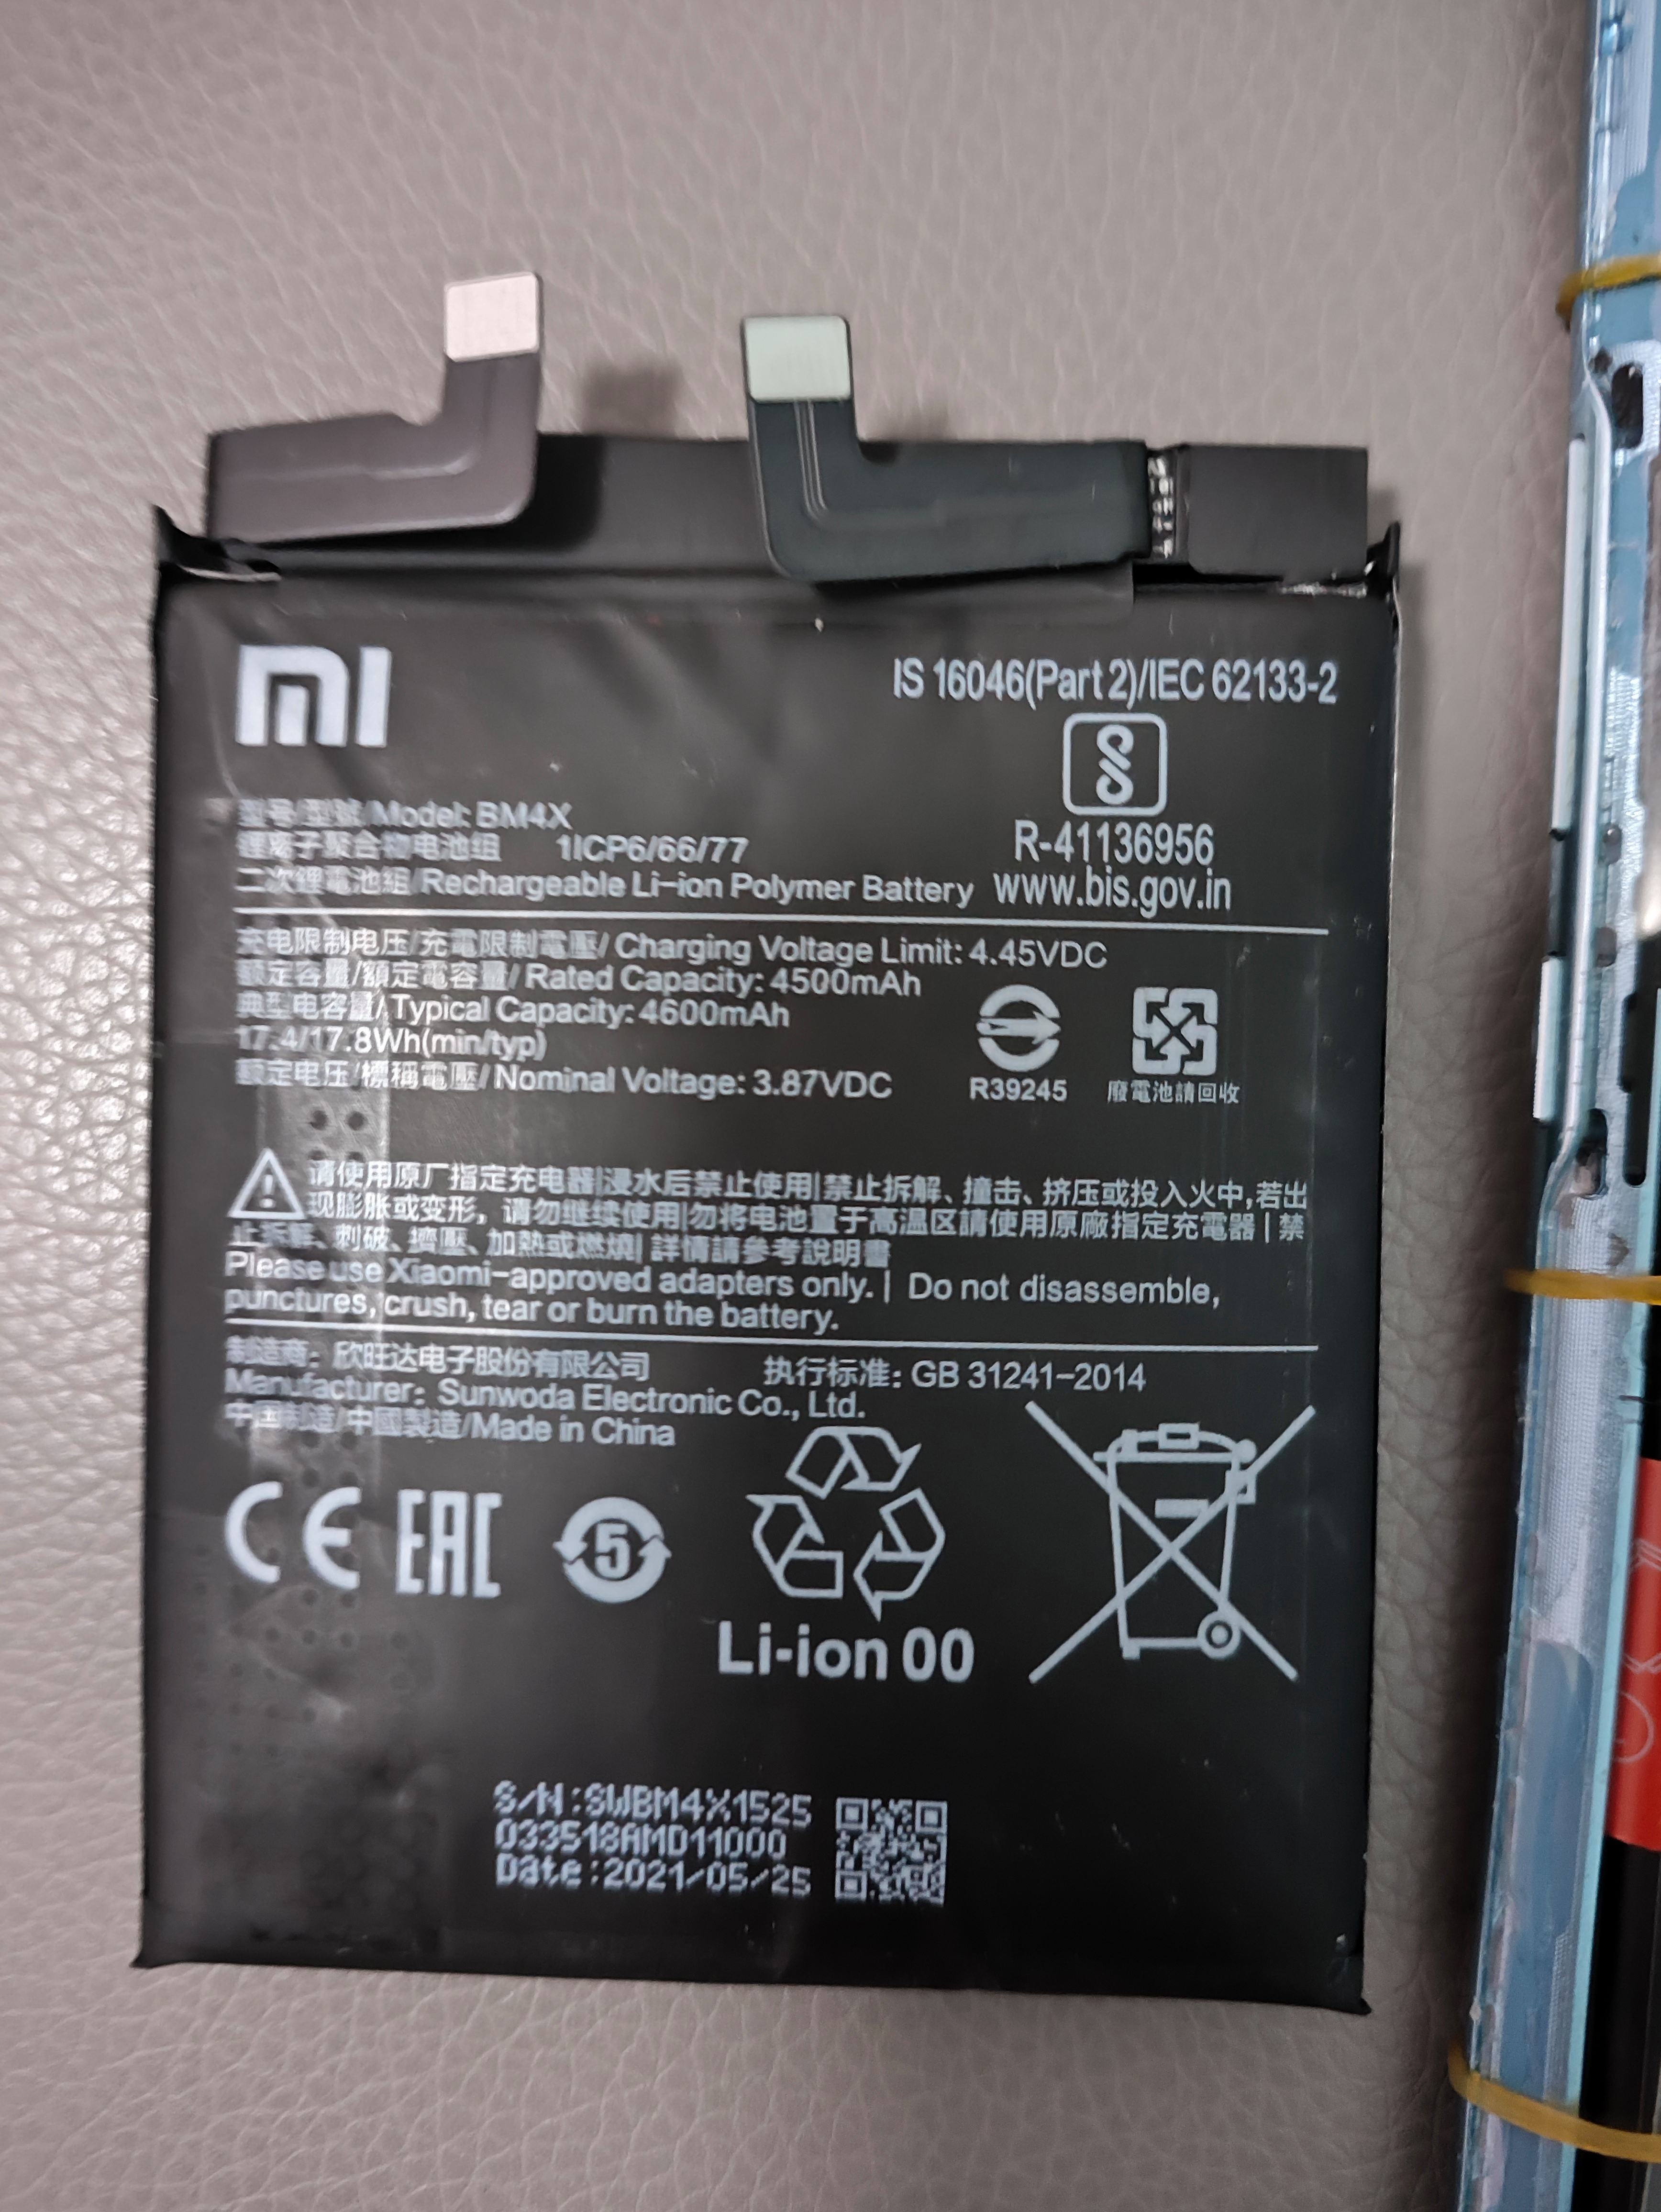 MI
IS 16046(Part 2)/IEC 62133-2
R-41136956
www.bis.gov.in
型号/型號/Model: BM4X
锂离子聚合物电池组 1ICP6/66/77
二次鋰電池組/Rechargeable Li-ion Polymer Battery
充电限制电压/充電限制電壓/ Charging Voltage Limit: 4.45VDC
额定容量/額定電容量/ Rated Capacity: 4500mAh
典型电容量/ Typical Capacity: 4600mAh
17.4/17.8Wh(min/typ)
额定电压/標稱電壓/ Nominal Voltage: 3.87VDC
R39245
廢電池請回收
请使用原厂指定充电器|浸水后禁止使用|禁止拆解、撞击、挤压或投入火中,若出
现膨胀或变形，请勿继续使用|勿将电池置于高温区請使用原廠指定充電器 | 禁
止拆解、刺破、擠壓、加熱或燃燒| 詳情請參考說明書
Please use Xiaomi-approved adapters only. | Do not disassemble,
punctures, crush, tear or burn the battery.
制造商：欣旺达电子股份有限公司 执行标准: GB 31241-2014
Manufacturer: Sunwoda Electronic Co., Ltd.
中国制造/中國製造/Made in China
CE EAC 5
Li-ion 00
S/N:SWBM4X1525
033518AMD11000
Date:2021/05/25